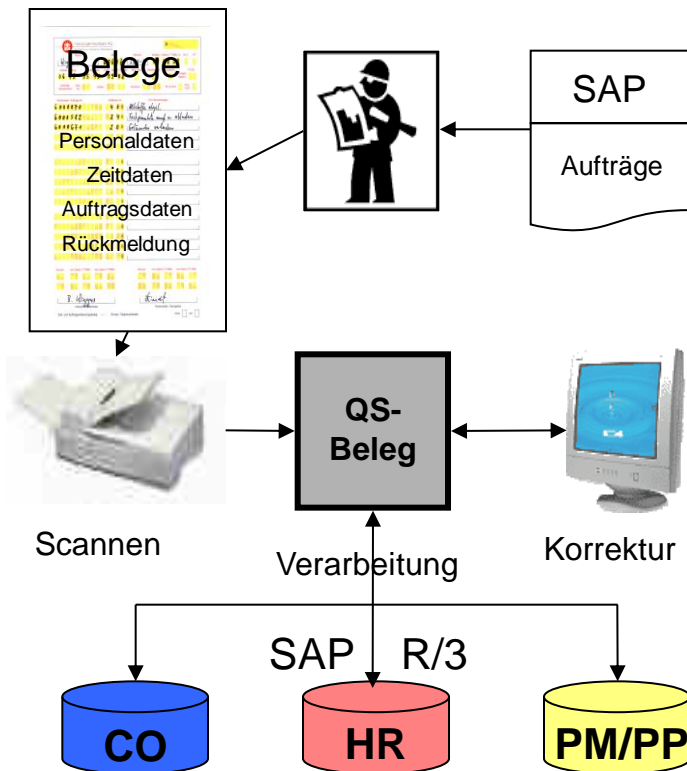 Belege
Personaldaten
Zeitdaten
Auftragsdaten
Rückmeldung
SAP
Aufträge
QS-
Beleg
Scannen
Verarbeitung
Korrektur
SAP R/3
CO
HR
PM/PP